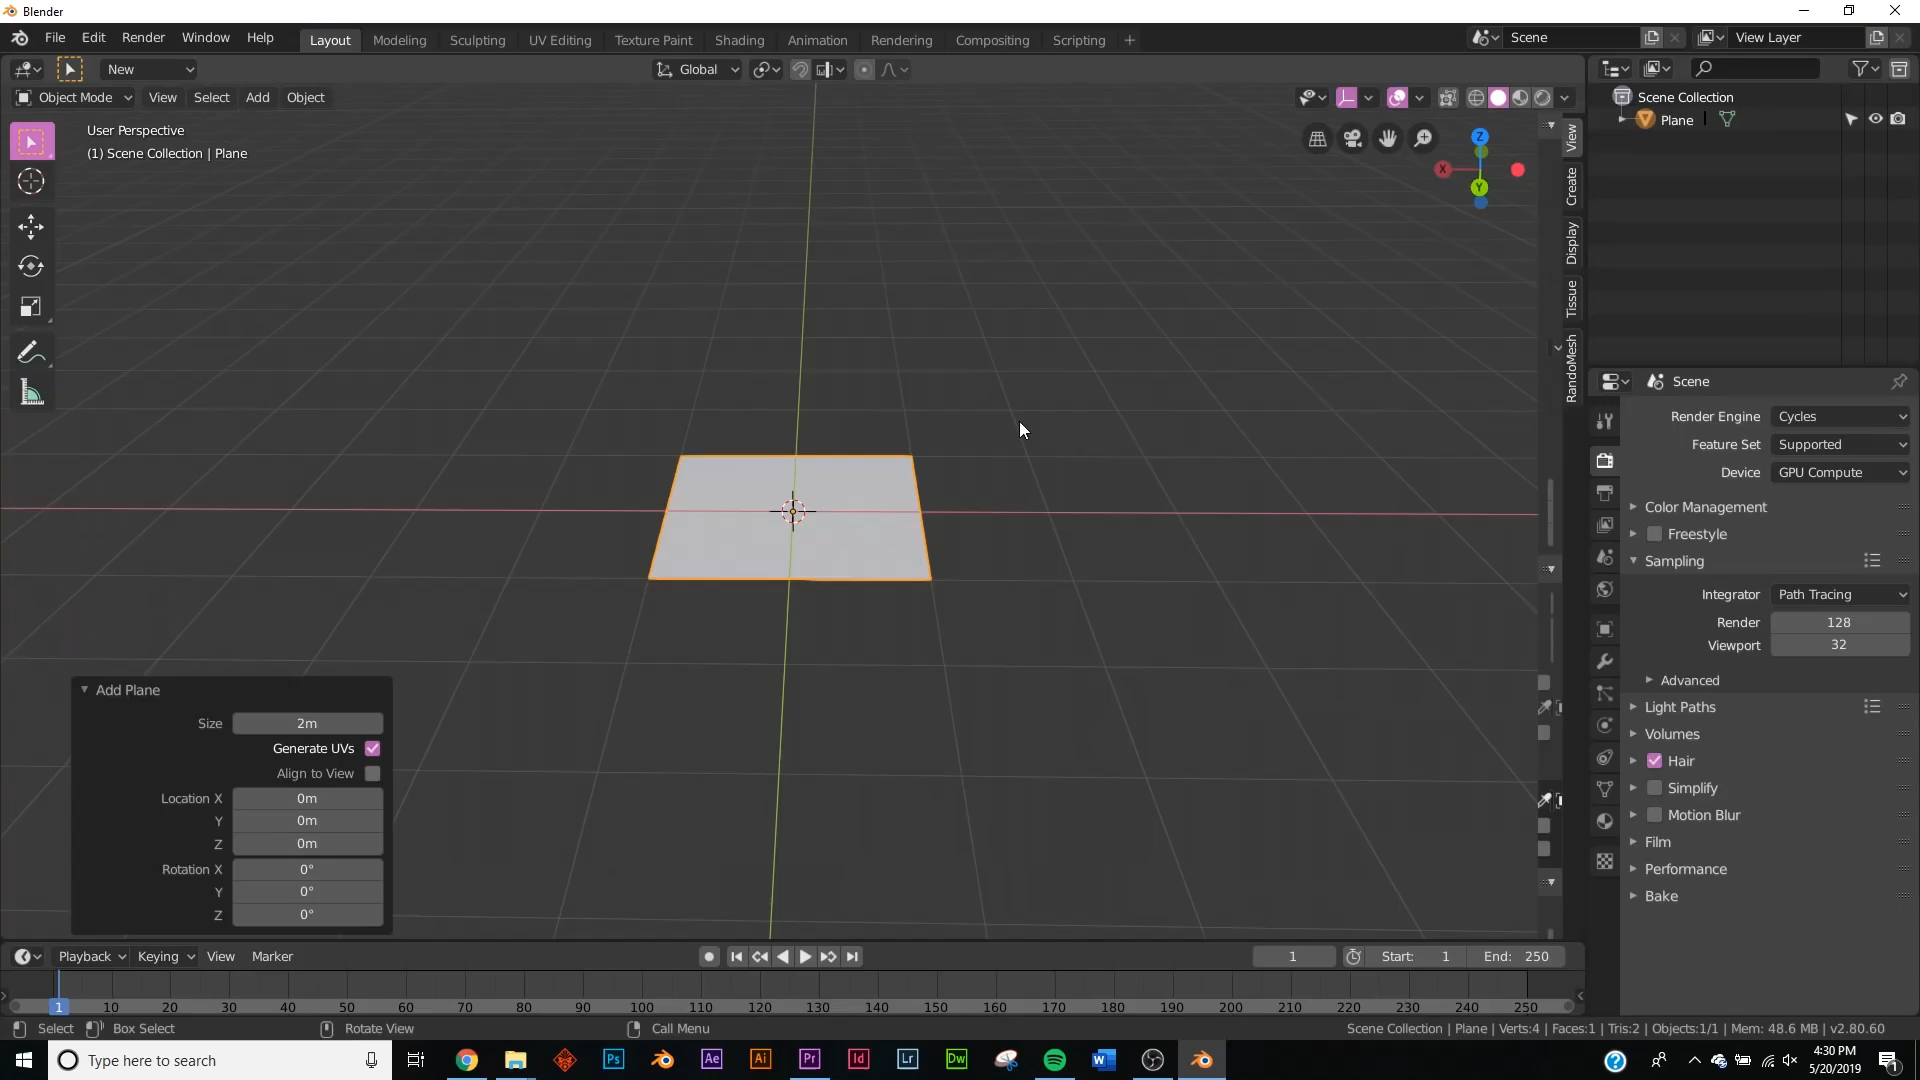 Blender
File Edit Render Window Help Layout Modeling Sculpting UV Editing Texture Paint Shading Animation Rendering Compositing Scripting + Scene View Layer
New Global
Object Mode View Select Add Object
User Perspective
(1) Scene Collection | Plane
Z
X
Y
View
Create
Display
Tissue
RandoMesh
Scene Collection
Plane
Scene
Render Engine Cycles
Feature Set Supported
Device GPU Compute
Color Management
Freestyle
Sampling
Integrator Path Tracing
Render 128
Viewport 32
Advanced
Light Paths
Volumes
Hair
Simplify
Motion Blur
Film
Performance
Bake
Add Plane
Size 2m
Generate UVs
Align to View
Location X 0m
Y 0m
Z 0m
Rotation X 0°
Y 0°
Z 0°
Playback Keying View Marker 1 Start: 1 End: 250
1 10 20 30 40 50 60 70 80 90 100 110 120 130 140 150 160 170 180 190 200 210 220 230 240 250
Select Box Select Rotate View Call Menu Scene Collection | Plane | Verts:4 | Faces:1 | Tris:2 | Objects:1/1 | Mem: 48.6 MB | v2.80.60
Type here to search Ps Ae Ai Pr Id Lr Dw W ? 4:30 PM
5/20/2019 1